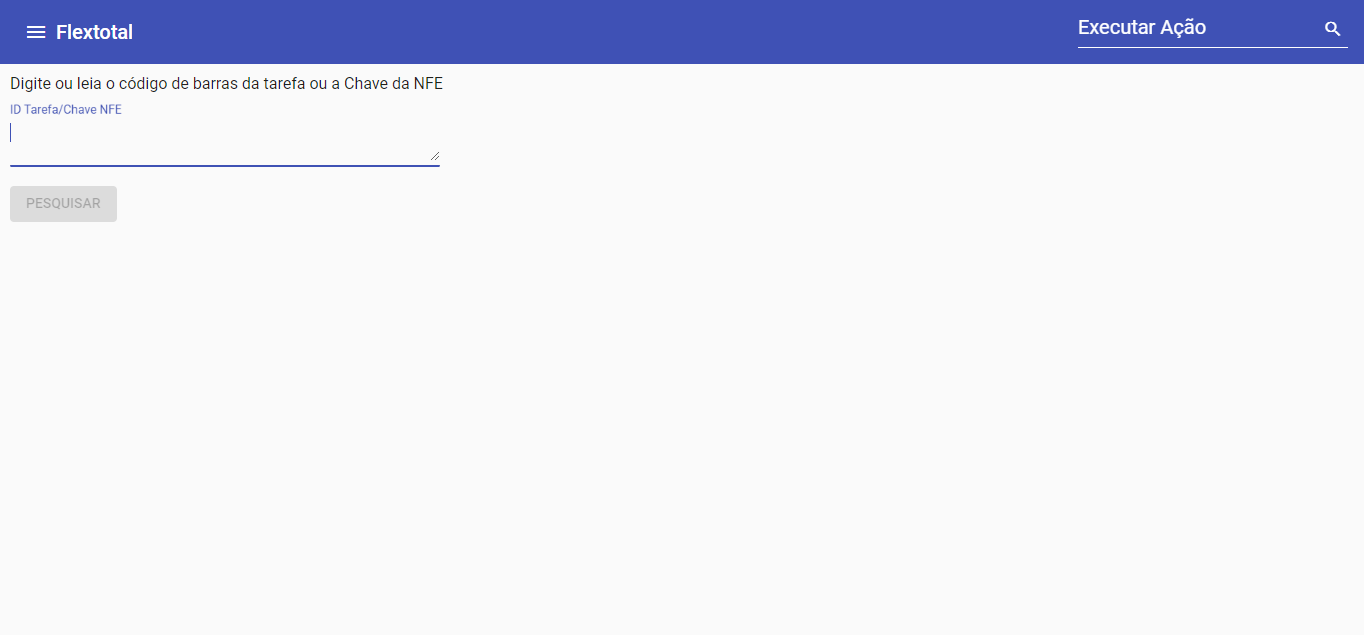 Flextotal
Executar Ação
Digite ou leia o código de barras da tarefa ou a Chave da NFE
ID Tarefa/Chave NFE
PESQUISAR